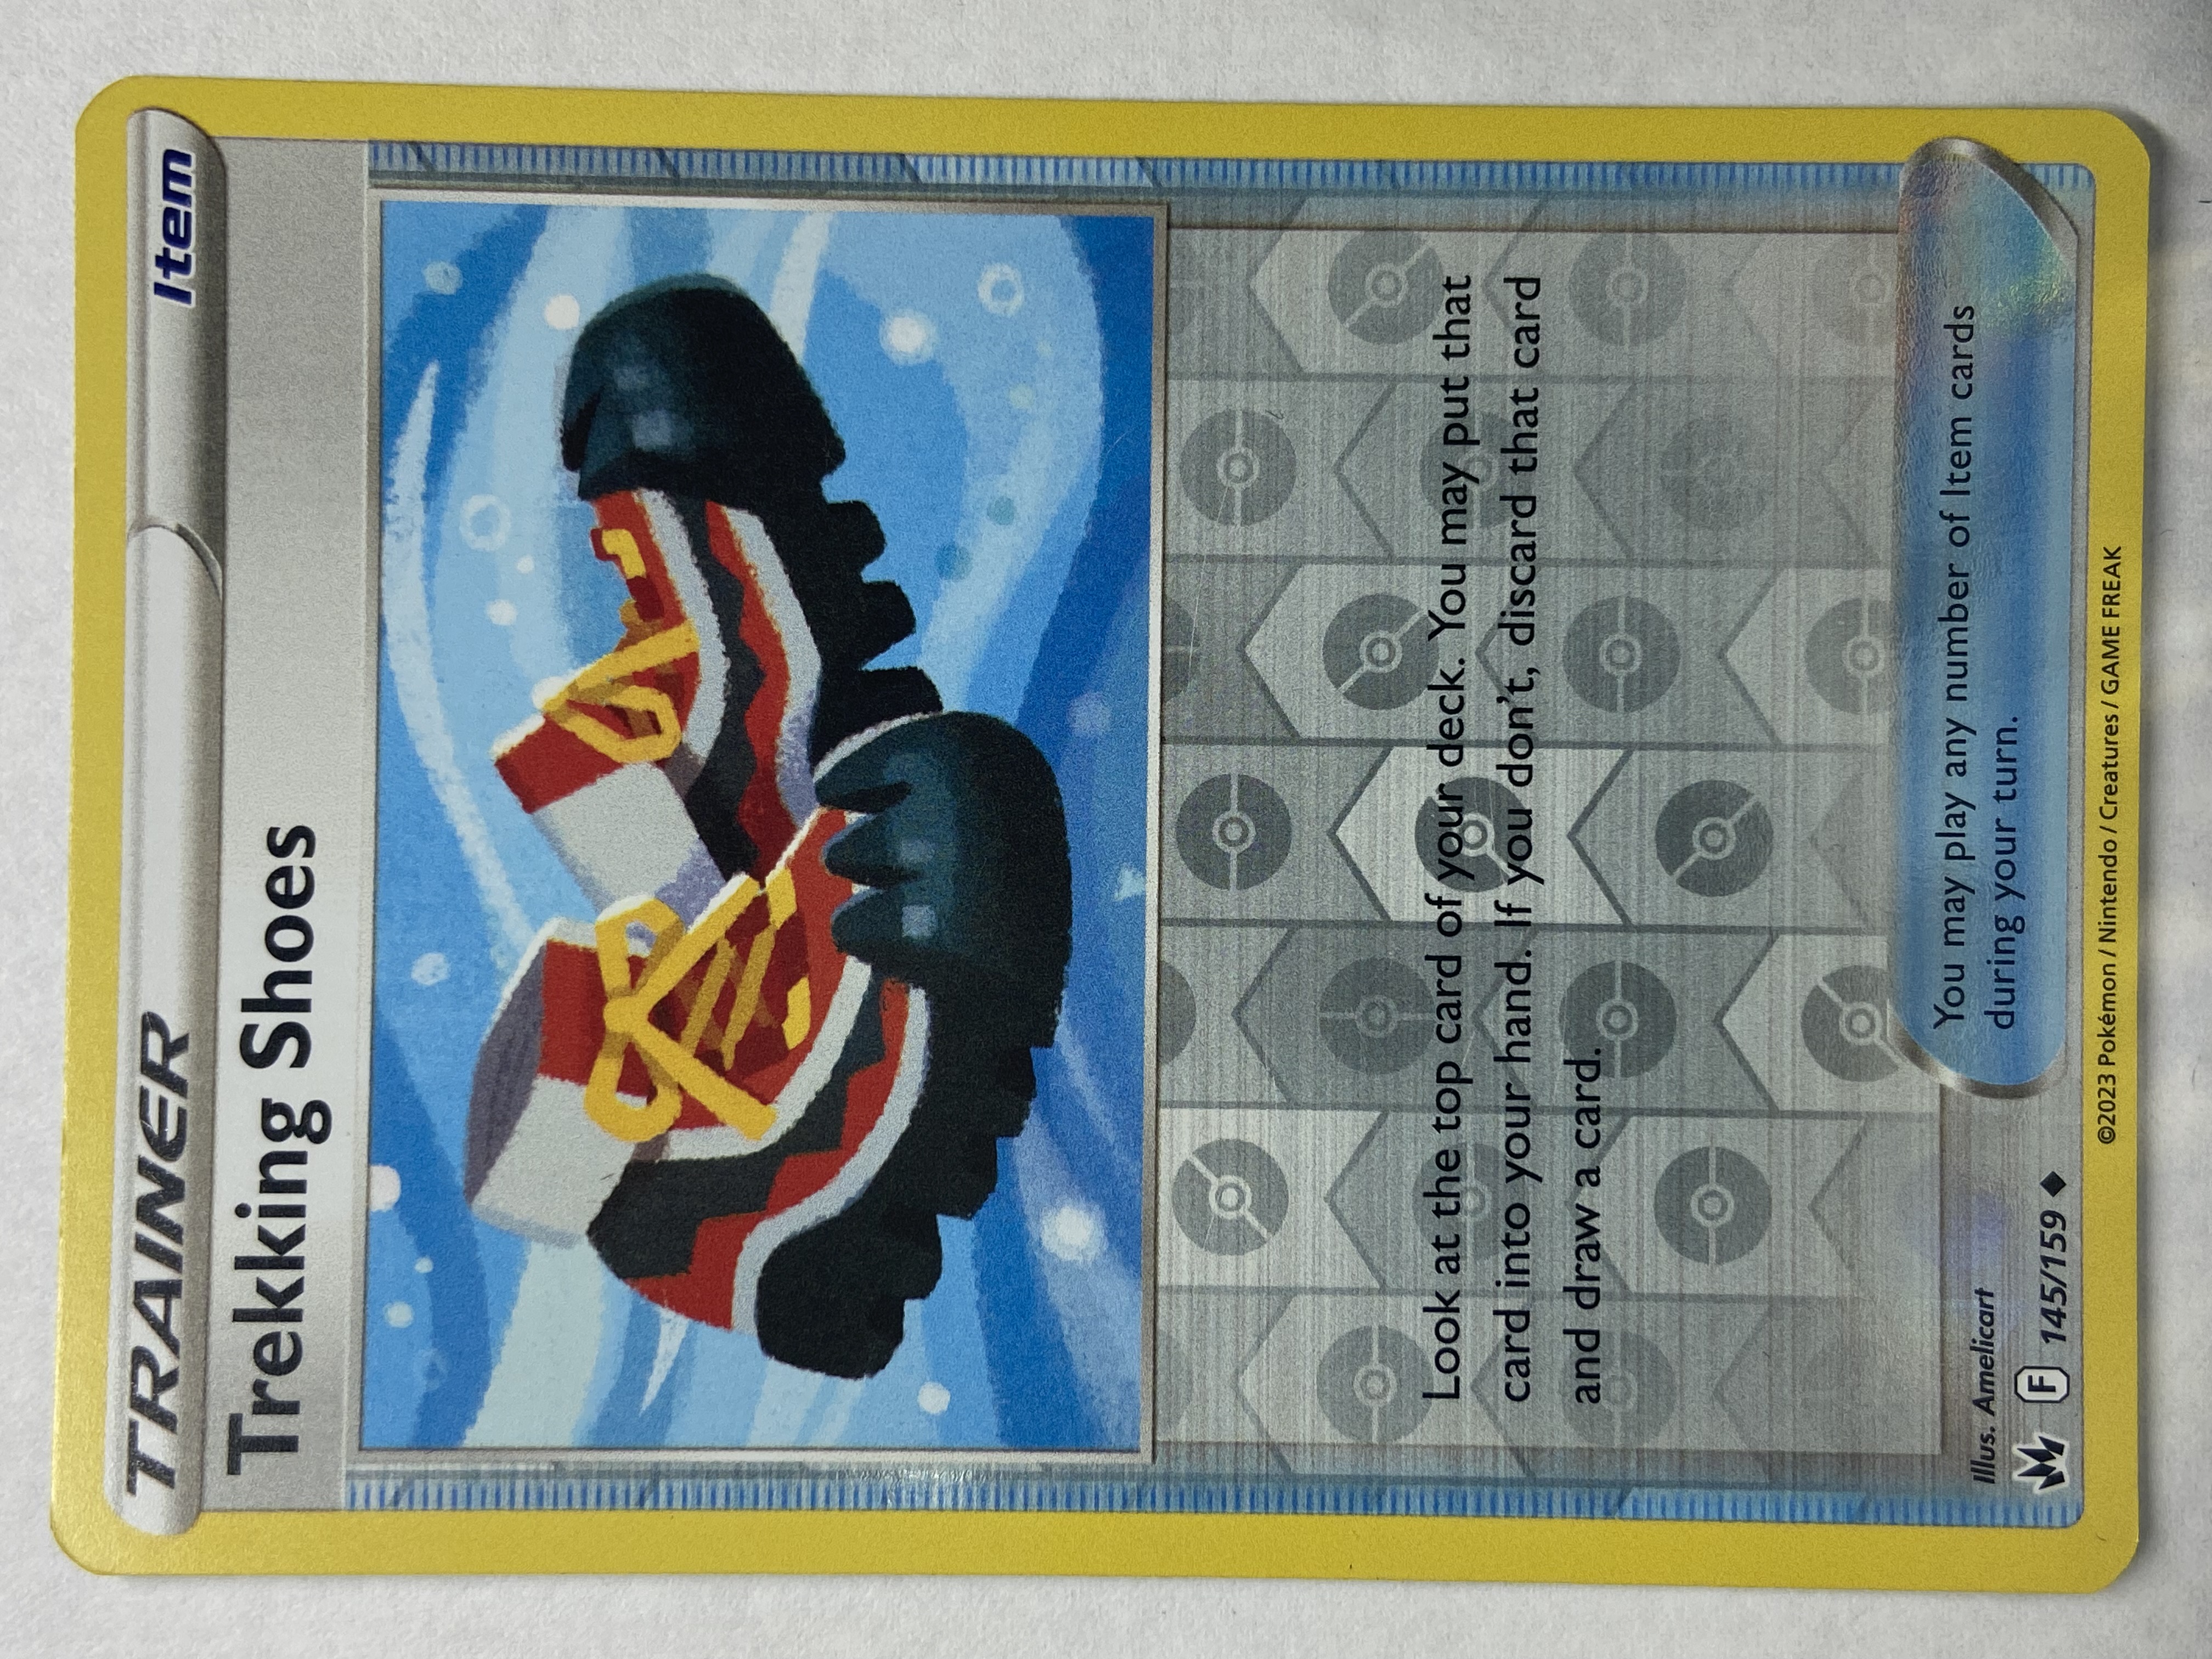 TRAINER
Item
Trekking Shoes
Look at the top card of your deck. You may put that
card into your hand. If you don't, discard that card
and draw a card.
You may play any number of Item cards
during your turn.
Illus. Amelicart
F 145/159 ◆
©2023 Pokémon / Nintendo / Creatures / GAME FREAK